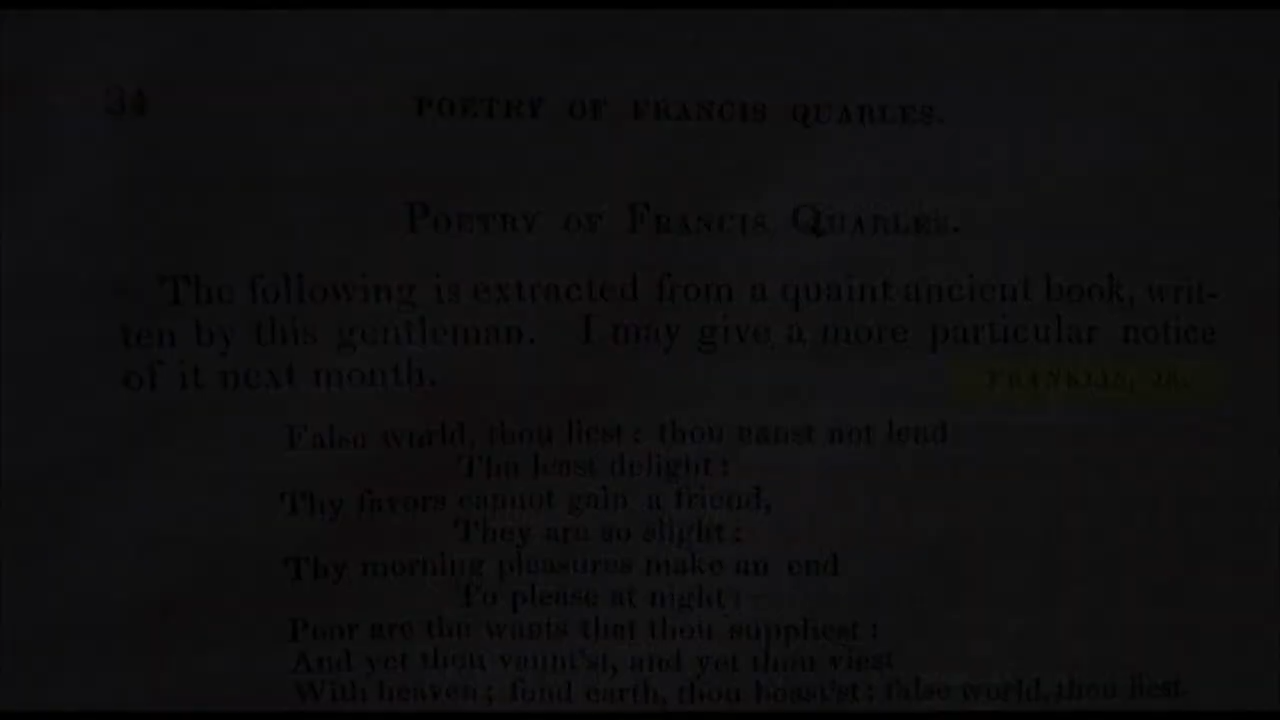 34 POETRY OF FRANCIS QUARLES.
POETRY OF FRANCIS QUARLES.
The following is extracted from a quaint ancient book, writ-
ten by this gentleman. I may give a more particular notice
of it next month.
FRANKLIN, JR.
False world, thou liest: thou canst not lend
The least delight:
Thy favors cannot gain a friend,
They are so slight:
Thy morning pleasures make an end
To please at night:
Poor are the wants that thou suppliest:
And yet thou vaunt'st, and yet thou viest
With heaven; fond earth, thou boast'st: false world, thou liest.